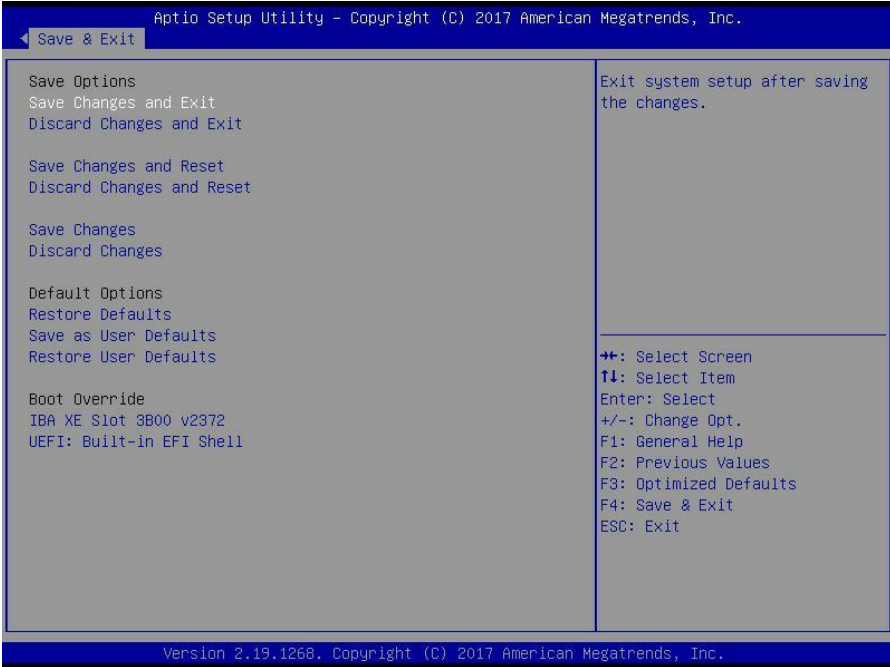 Aptio Setup Utility – Copyright (C) 2017 American Megatrends, Inc.
Save & Exit
Save Options
Save Changes and Exit
Discard Changes and Exit
Save Changes and Reset
Discard Changes and Reset
Save Changes
Discard Changes
Default Options
Restore Defaults
Save as User Defaults
Restore User Defaults
Boot Override
IBA XE Slot 3B00 v2372
UEFI: Built-in EFI Shell
Exit system setup after saving
the changes.
→←: Select Screen
↑↓: Select Item
Enter: Select
+/-: Change Opt.
F1: General Help
F2: Previous Values
F3: Optimized Defaults
F4: Save & Exit
ESC: Exit
Version 2.19.1268. Copyright (C) 2017 American Megatrends, Inc.